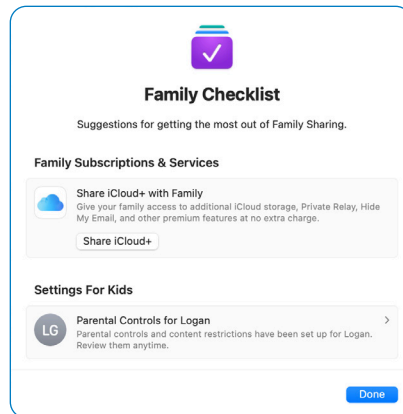 Family Checklist
Suggestions for getting the most out of Family Sharing.
Family Subscriptions & Services
Share iCloud+ with Family
Give your family access to additional iCloud storage, Private Relay, Hide
My Email, and other premium features at no extra charge.
Share iCloud+
Settings For Kids
LG
Parental Controls for Logan
Parental controls and content restrictions have been set up for Logan.
Review them anytime.
Done